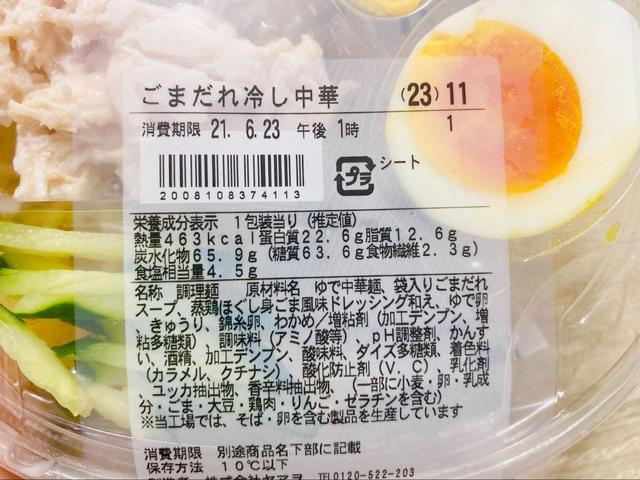 ごまだれ冷し中華 (23) 11
消費期限 21. 6.23 午後 1時 1
プラ シート
2008108374113
栄養成分表示 1包装当り (推定値)
熱量463kcal蛋白質22.6g脂質12.6g
炭水化物65.9g (糖質63.6g食物繊維2.3g)
食塩相当量4.5g
名称 調理麺 原材料名 ゆで中華麺、袋入りごまだれ
スープ、蒸鶏ほぐし身ごま風味ドレッシング和え、ゆで卵
、きゅうり、錦糸卵、わかめ/増粘剤 (加工デンプン、増
粘多糖類) 調味料 (アミノ酸等)、pH調整剤、かんす
い、酒精、加工デンプン、酸味料、ダイズ多糖類、着色料
(カラメル、クチナシ)、酸化防止剤 (V.C)、乳化剤
、ユッカ抽出物、香辛料抽出物、(一部に小麦・卵・乳成
分・ごま・大豆・鶏肉・りんご・ゼラチンを含む)
※当工場では、そば・卵を含む製品を生産しています
消費期限 別途商品名下部に記載
保存方法 10℃以下
製造者 株式会社ヤマヲ TEL0120-522-203